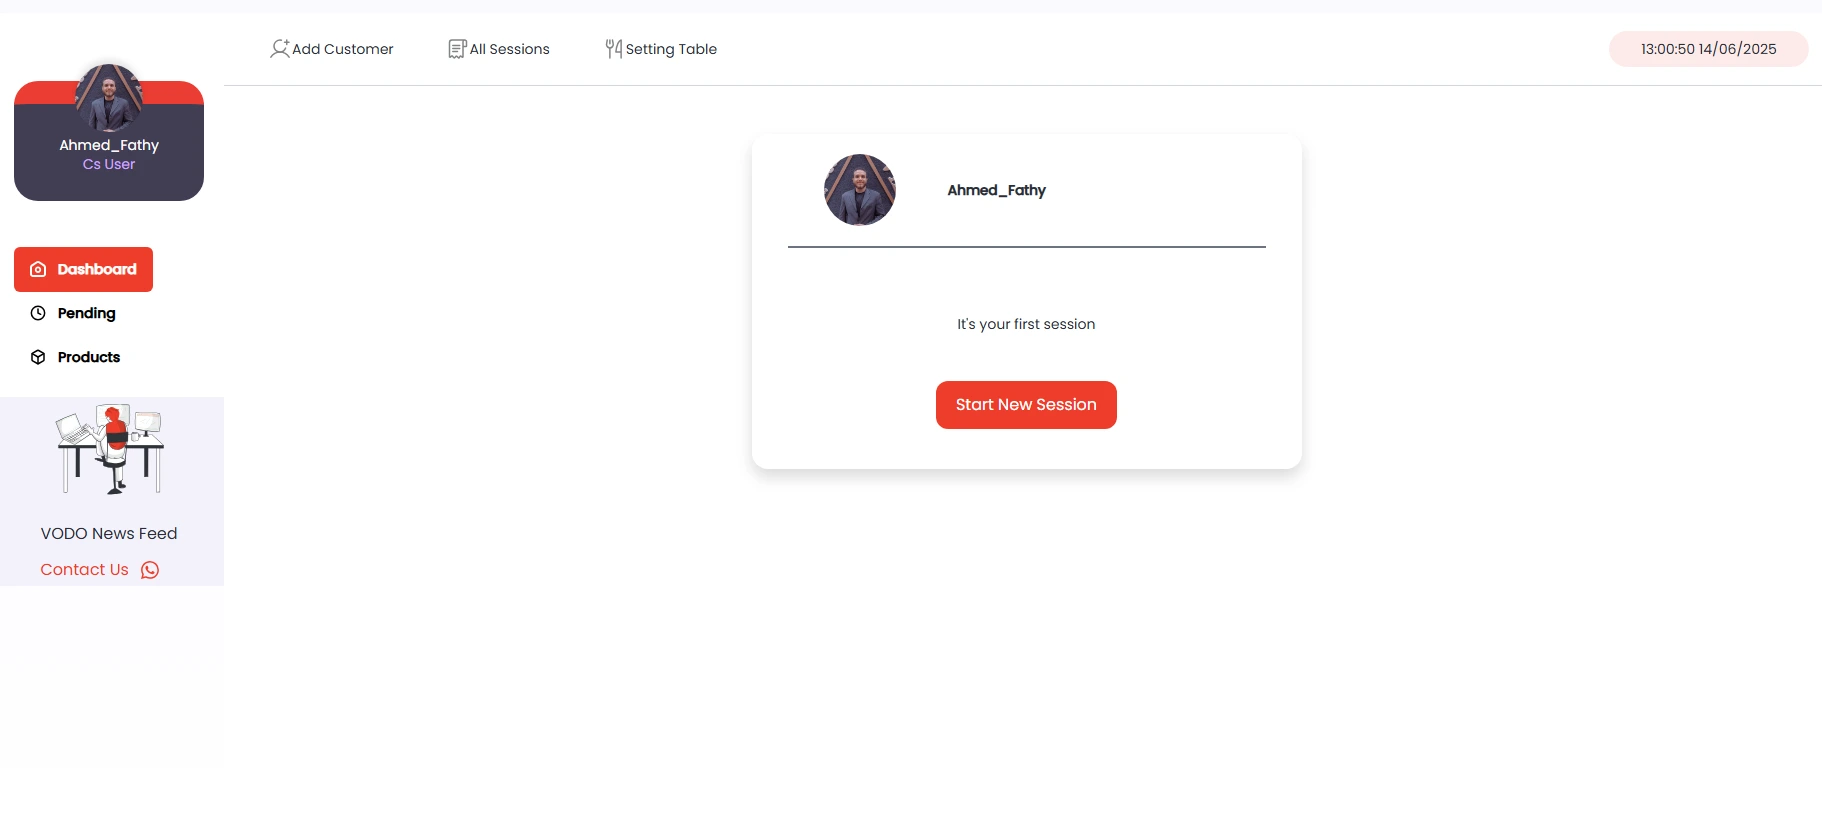 Add Customer
All Sessions
Setting Table
13:00:50 14/06/2025
Ahmed_Fathy
Cs User
Dashboard
Pending
Products
VODO News Feed
Contact Us
Ahmed_Fathy
It's your first session
Start New Session